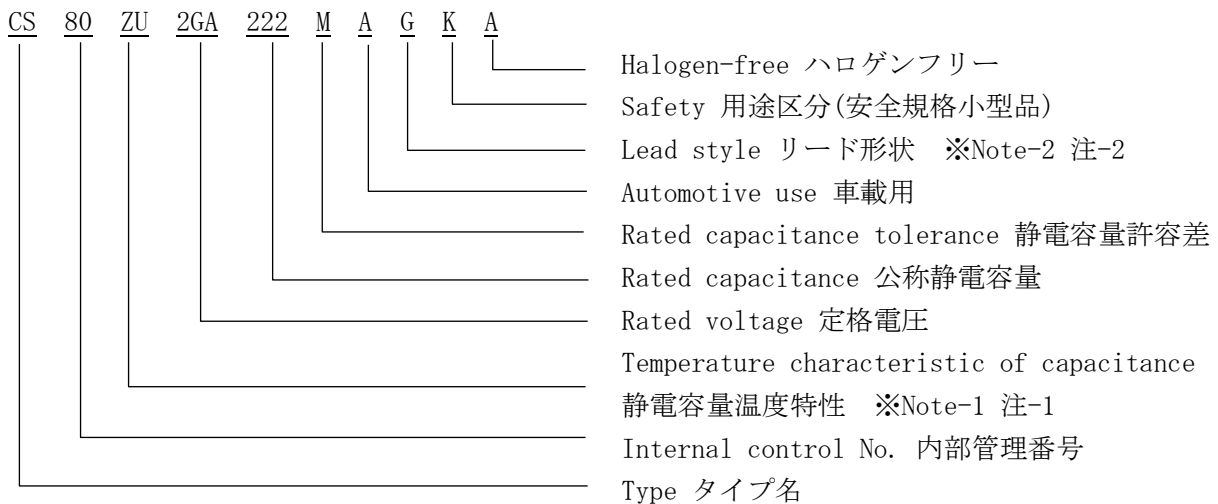 CS 80 ZU 2GA 222 M A G K A
Halogen-free ハロゲンフリー
Safety 用途区分(安全規格小型品)
Lead style リード形状 ※Note-2 注-2
Automotive use 車載用
Rated capacitance tolerance 静電容量許容差
Rated capacitance 公称静電容量
Rated voltage 定格電圧
Temperature characteristic of capacitance
静電容量温度特性 ※Note-1 注-1
Internal control No. 内部管理番号
Type タイプ名